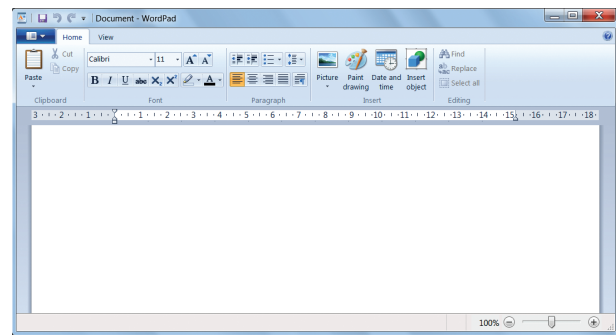 Document - WordPad
Home View
Cut
Copy
Paste
Clipboard
Calibri 11 A A
B I U abc X₂ X² A
Font
Paragraph
Picture Paint drawing Date and time Insert object
Insert
Find
Replace
Select all
Editing
3 2 1 1 2 3 4 5 6 7 8 9 10 11 12 13 14 15 16 17 18
100%